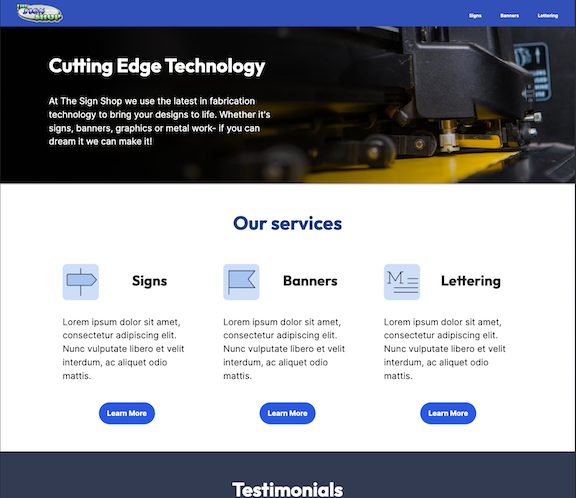 THE
SIGN
SHOP
Signs
Banners
Lettering
Cutting Edge Technology
At The Sign Shop we use the latest in fabrication
technology to bring your designs to life. Whether it's
signs, banners, graphics or metal work- if you can
dream it we can make it!
Our services
Signs
Banners
M
Lettering
Lorem ipsum dolor sit amet,
consectetur adipiscing elit.
Nunc vulputate libero et velit
interdum, ac aliquet odio
mattis.
Lorem ipsum dolor sit amet,
consectetur adipiscing elit.
Nunc vulputate libero et velit
interdum, ac aliquet odio
mattis.
Lorem ipsum dolor sit amet,
consectetur adipiscing elit.
Nunc vulputate libero et velit
interdum, ac aliquet odio
mattis.
Learn More
Learn More
Learn More
Testimonials